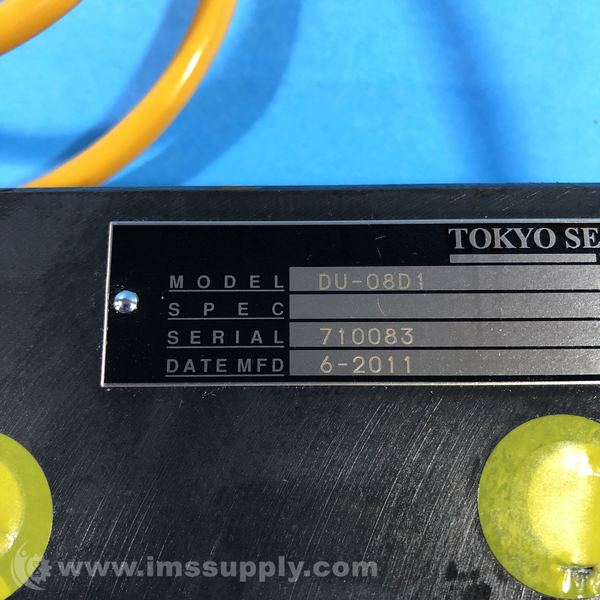 TOKYO SE
MODEL DU-08D1
SPEC
SERIAL 710083
DATE MFD 6-2011
www.imssupply.com